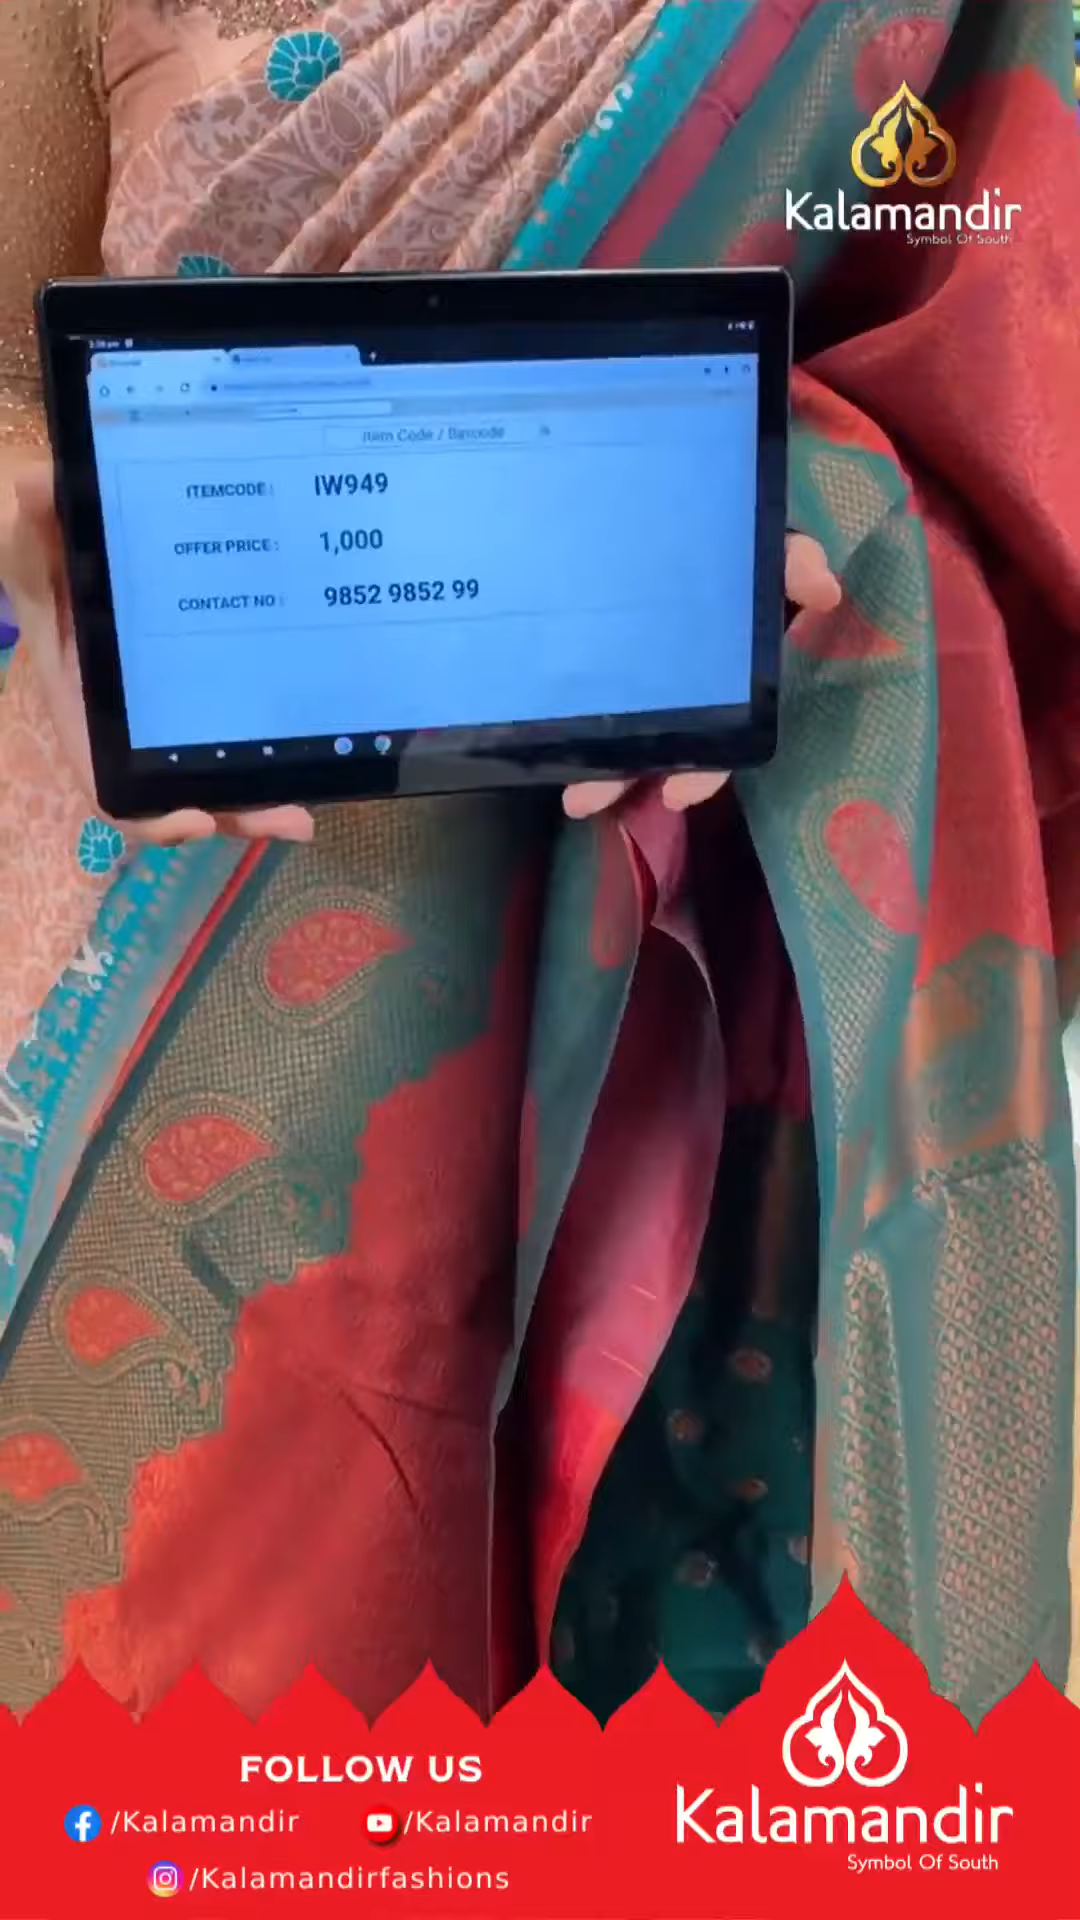 Kalamandir
Symbol Of South
Item Code / Barcode
ITEMCODE : IW949
OFFER PRICE : 1,000
CONTACT NO : 9852 9852 99
FOLLOW US
/Kalamandir
/Kalamandir
/Kalamandirfashions
Kalamandir
Symbol Of South